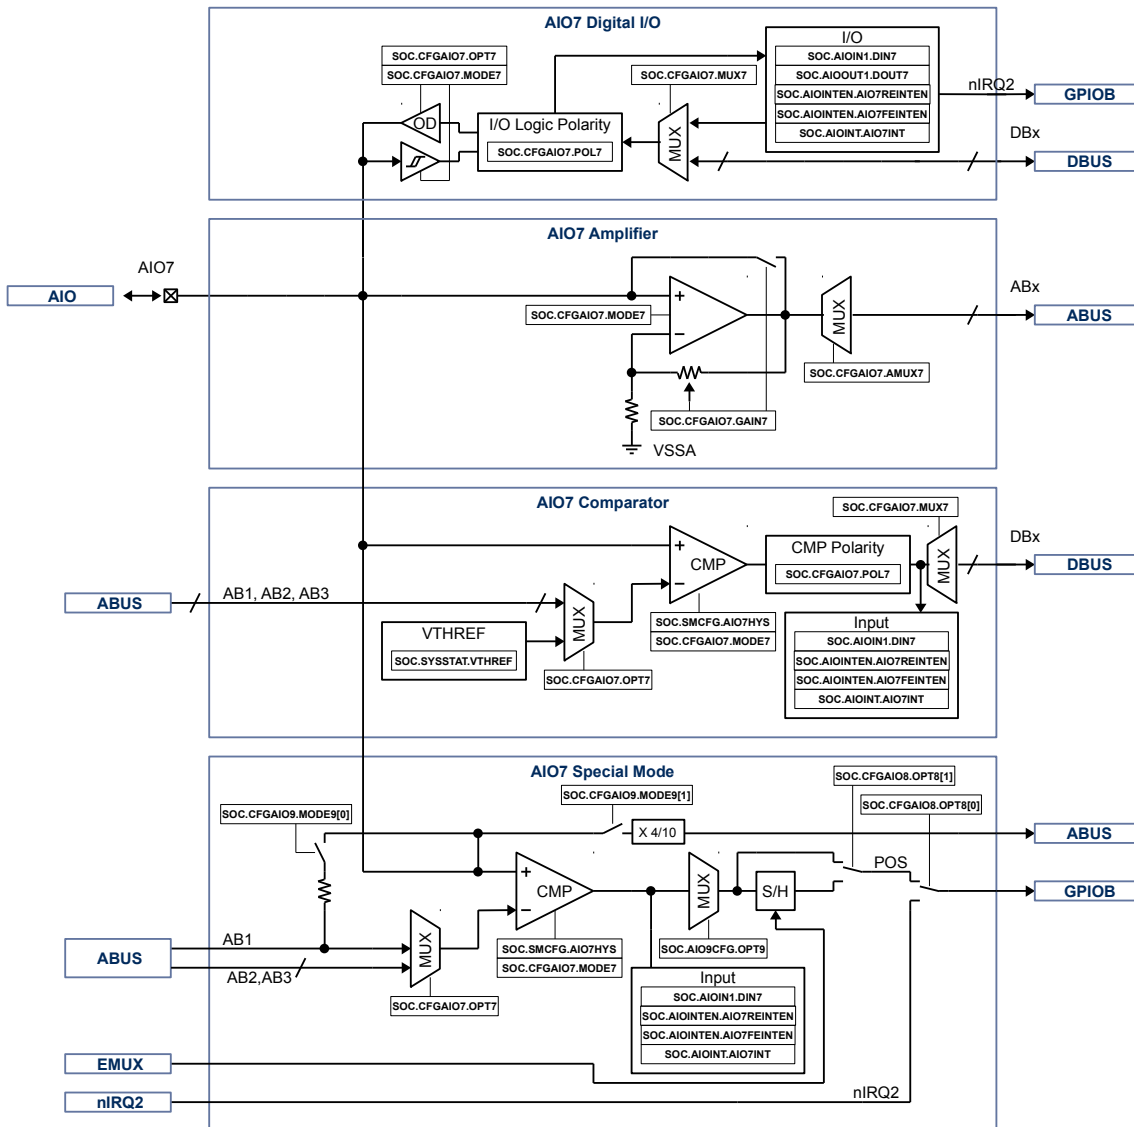 AIO7 Digital I/O
SOC.CFGAIO7.OPT7
SOC.CFGAIO7.MODE7
OD
I/O Logic Polarity
SOC.CFGAIO7.POL7
SOC.CFGAIO7.MUX7
MUX
I/O
SOC.AIOIN1.DIN7
SOC.AIOOUT1.DOUT7
SOC.AIOINTEN.AIO7REINTEN
SOC.AIOINTEN.AIO7FEINTEN
SOC.AIOINT.AIO7INT
nIRQ2
GPIOB
DBx
DBUS
AIO7 Amplifier
AIO7
AIO
SOC.CFGAIO7.MODE7
+
−
MUX
SOC.CFGAIO7.AMUX7
SOC.CFGAIO7.GAIN7
VSSA
ABx
ABUS
AIO7 Comparator
ABUS
AB1, AB2, AB3
VTHREF
SOC.SYSSTAT.VTHREF
MUX
SOC.CFGAIO7.OPT7
+
−
CMP
SOC.SMCFG.AIO7HYS
SOC.CFGAIO7.MODE7
CMP Polarity
SOC.CFGAIO7.POL7
SOC.CFGAIO7.MUX7
MUX
DBx
DBUS
Input
SOC.AIOIN1.DIN7
SOC.AIOINTEN.AIO7REINTEN
SOC.AIOINTEN.AIO7FEINTEN
SOC.AIOINT.AIO7INT
AIO7 Special Mode
SOC.CFGAIO9.MODE9[0]
SOC.CFGAIO9.MODE9[1]
SOC.CFGAIO8.OPT8[1]
SOC.CFGAIO8.OPT8[0]
X 4/10
ABUS
+
−
CMP
SOC.SMCFG.AIO7HYS
SOC.CFGAIO7.MODE7
MUX
SOC.AIO9CFG.OPT9
S/H
POS
GPIOB
ABUS
AB1
AB2,AB3
MUX
SOC.CFGAIO7.OPT7
Input
SOC.AIOIN1.DIN7
SOC.AIOINTEN.AIO7REINTEN
SOC.AIOINTEN.AIO7FEINTEN
SOC.AIOINT.AIO7INT
EMUX
nIRQ2
nIRQ2